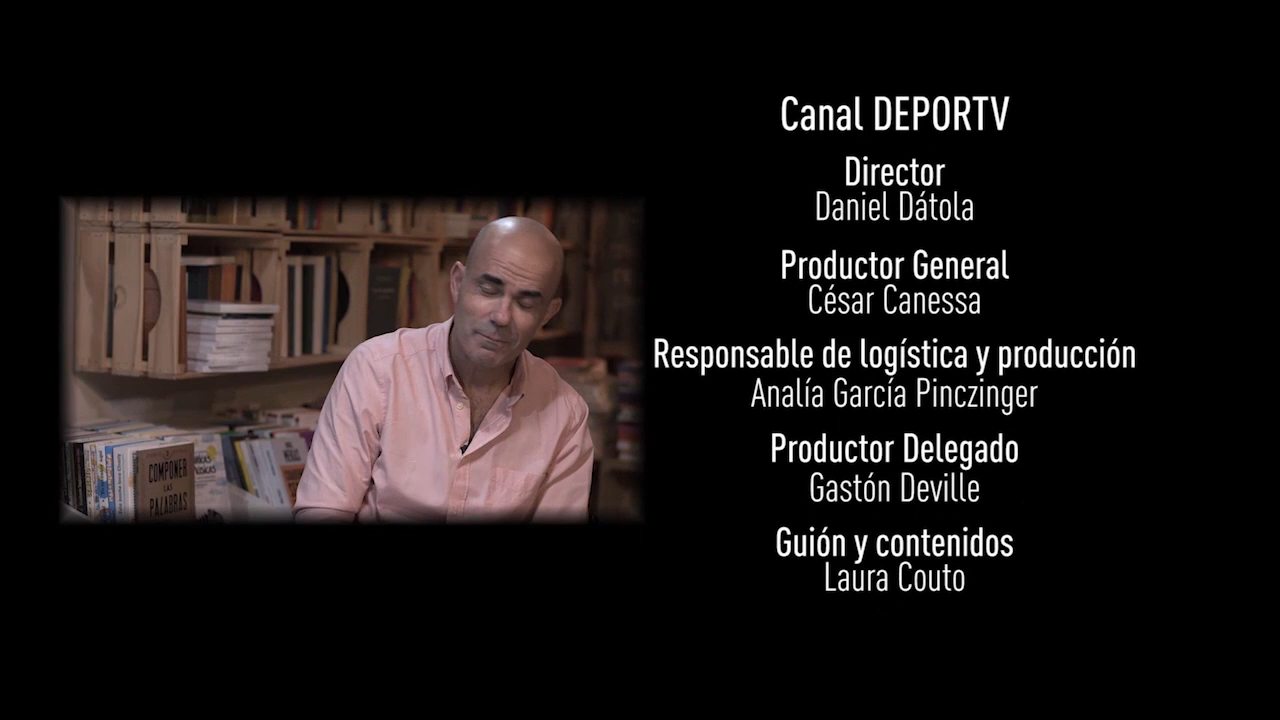 Canal DEPORTV
Director
Daniel Dátola
Productor General
César Canessa
Responsable de logística y producción
Analía García Pinczinger
Productor Delegado
Gastón Deville
Guión y contenidos
Laura Couto
COMPONER
LAS
PALABRAS